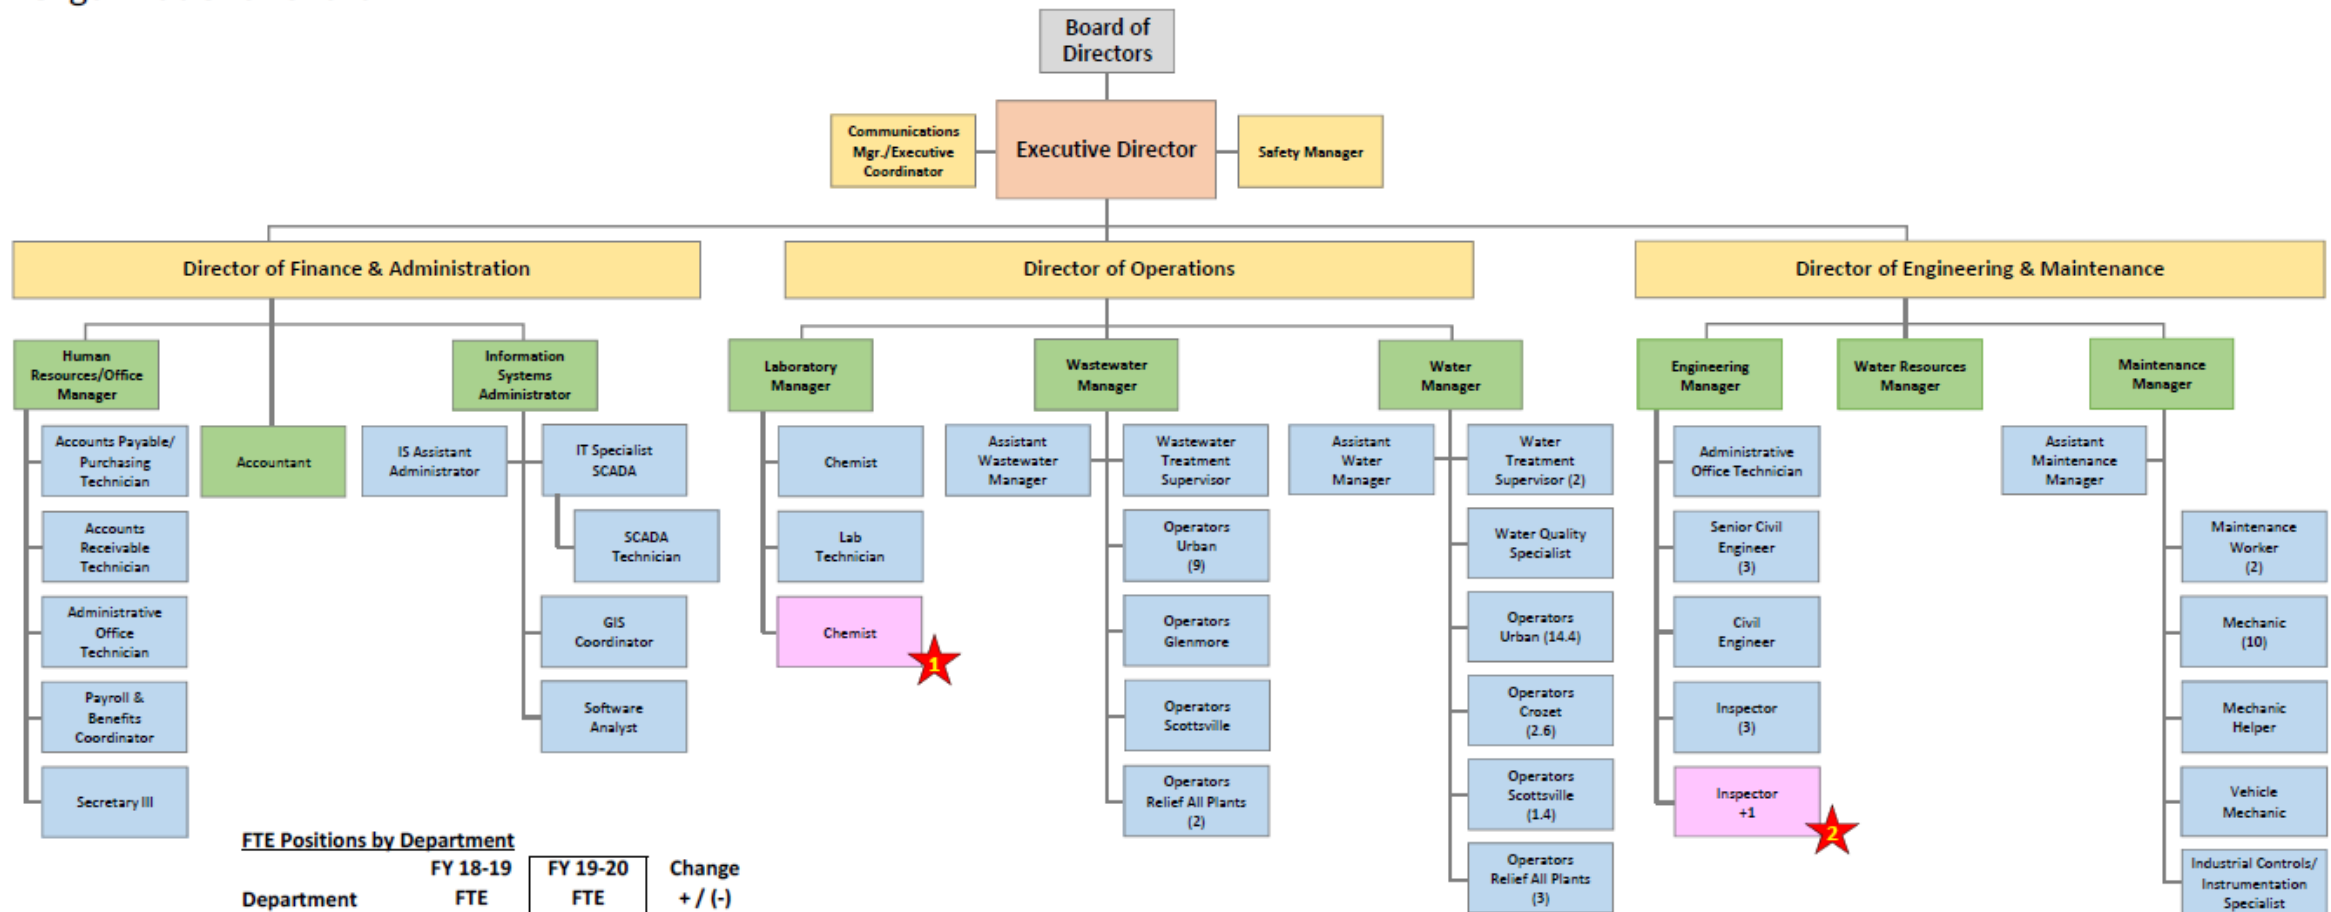 Board of
Directors
Communications
Mgr./Executive
Coordinator
Executive Director
Safety Manager
Director of Finance & Administration
Director of Operations
Director of Engineering & Maintenance
Human
Resources/Office
Manager
Information
Systems
Administrator
Laboratory
Manager
Wastewater
Manager
Water
Manager
Engineering
Manager
Water Resources
Manager
Maintenance
Manager
Accounts Payable/
Purchasing
Technician
Accountant
IS Assistant
Administrator
IT Specialist
SCADA
Chemist
Assistant
Wastewater
Manager
Wastewater
Treatment
Supervisor
Assistant
Water
Manager
Water
Treatment
Supervisor (2)
Administrative
Office Technician
Assistant
Maintenance
Manager
Accounts
Receivable
Technician
SCADA
Technician
Lab
Technician
Operators
Urban
(9)
Water Quality
Specialist
Senior Civil
Engineer
(3)
Maintenance
Worker
(2)
Administrative
Office
Technician
GIS
Coordinator
Chemist
1
Operators
Glenmore
Operators
Urban (14.4)
Civil
Engineer
Mechanic
(10)
Payroll &
Benefits
Coordinator
Software
Analyst
Operators
Scottsville
Operators
Crozet
(2.6)
Inspector
(3)
Mechanic
Helper
Secretary III
Operators
Relief All Plants
(2)
Operators
Scottsville
(1.4)
Inspector
+1
2
Vehicle
Mechanic
Operators
Relief All Plants
(3)
Industrial Controls/
Instrumentation
Specialist
FTE Positions by Department
FY 18-19 FY 19-20 Change
Department FTE FTE + / (-)